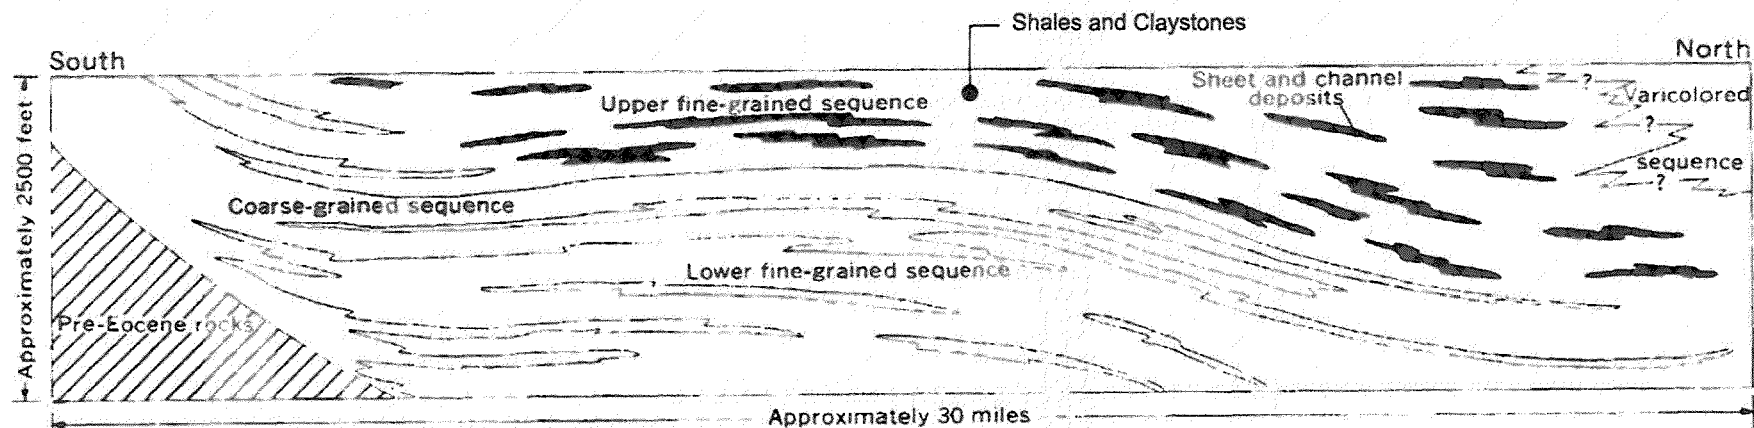 Shales and Claystones
South
North
Sheet and channel
deposits
Upper fine-grained sequence
Varicolored
?
?
sequence
?
Coarse-grained sequence
Lower fine-grained sequence
Pre-Eocene rocks
Approximately 2500 feet
Approximately 30 miles